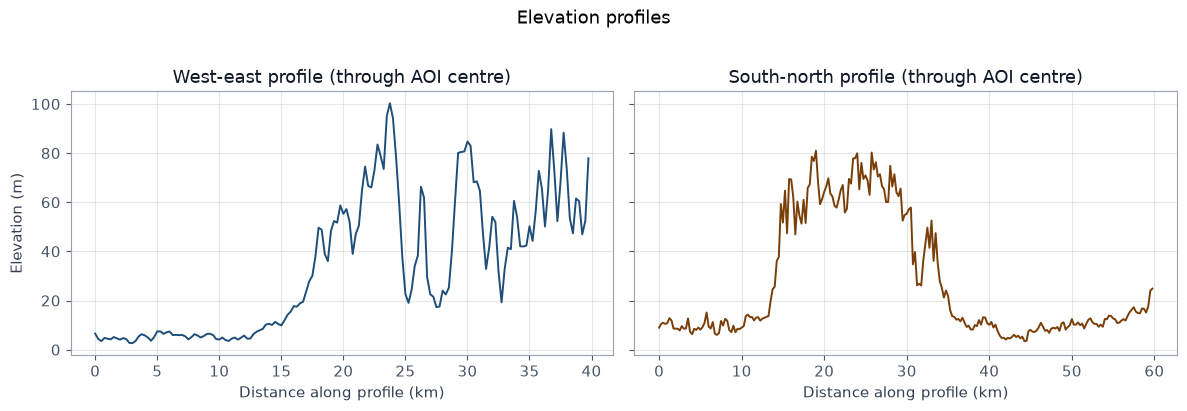 Elevation profiles
West-east profile (through AOI centre)
South-north profile (through AOI centre)
Elevation (m)
100
80
60
40
20
0
0 5 10 15 20 25 30 35 40
0 10 20 30 40 50 60
Distance along profile (km)
Distance along profile (km)